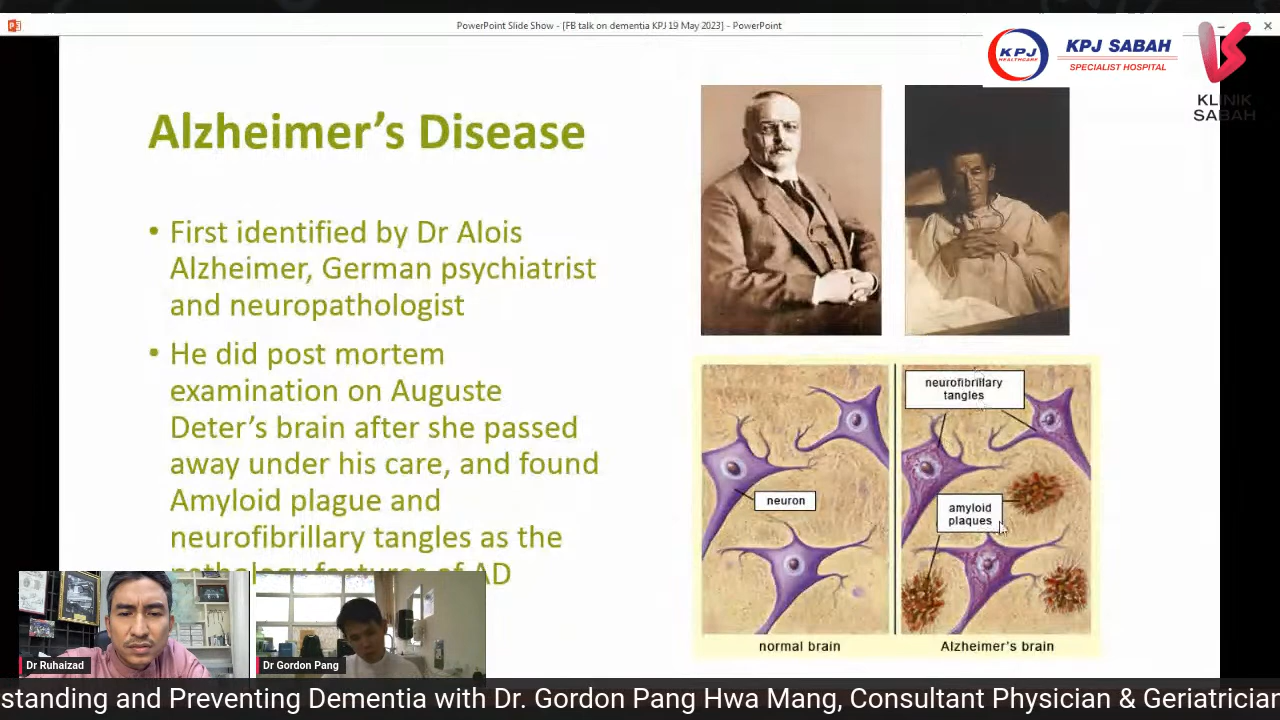 PowerPoint Slide Show - [FB talk on dementia KPJ 19 May 2023] - PowerPoint
KPJ
HEALTHCARE
KPJ SABAH
SPECIALIST HOSPITAL
KLINIK
SABAH
Alzheimer’s Disease
• First identified by Dr Alois
Alzheimer, German psychiatrist
and neuropathologist
• He did post mortem
examination on Auguste
Deter’s brain after she passed
away under his care, and found
Amyloid plague and
neurofibrillary tangles as the
pathology features of AD
neuron
normal brain
neurofibrillary
tangles
amyloid
plaques
Alzheimer's brain
Dr Ruhaizad
Dr Gordon Pang
standing and Preventing Dementia with Dr. Gordon Pang Hwa Mang, Consultant Physician & Geriatrician